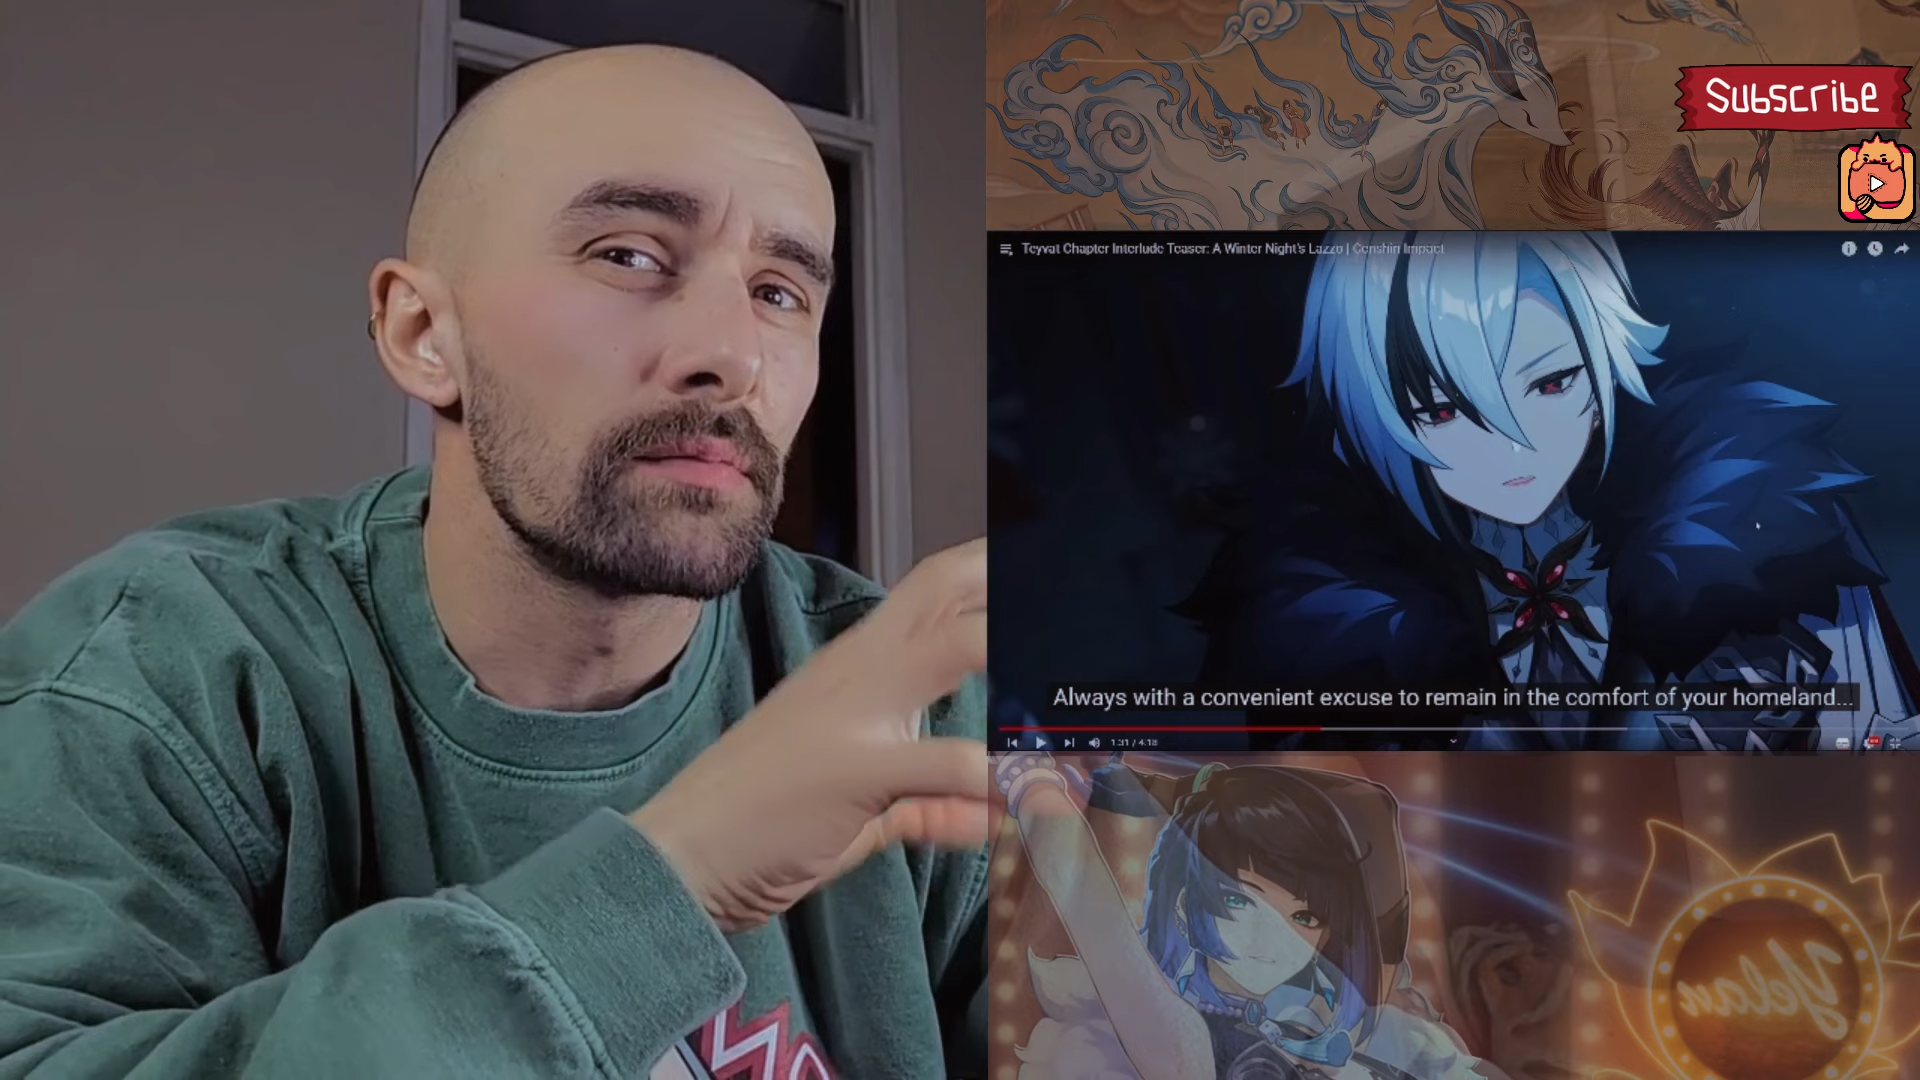 Subscribe
Teyvat Chapter Interlude Teaser: A Winter Night's Lazzo | Genshin Impact
Always with a convenient excuse to remain in the comfort of your homeland...
1:31 / 4:18
Yelan